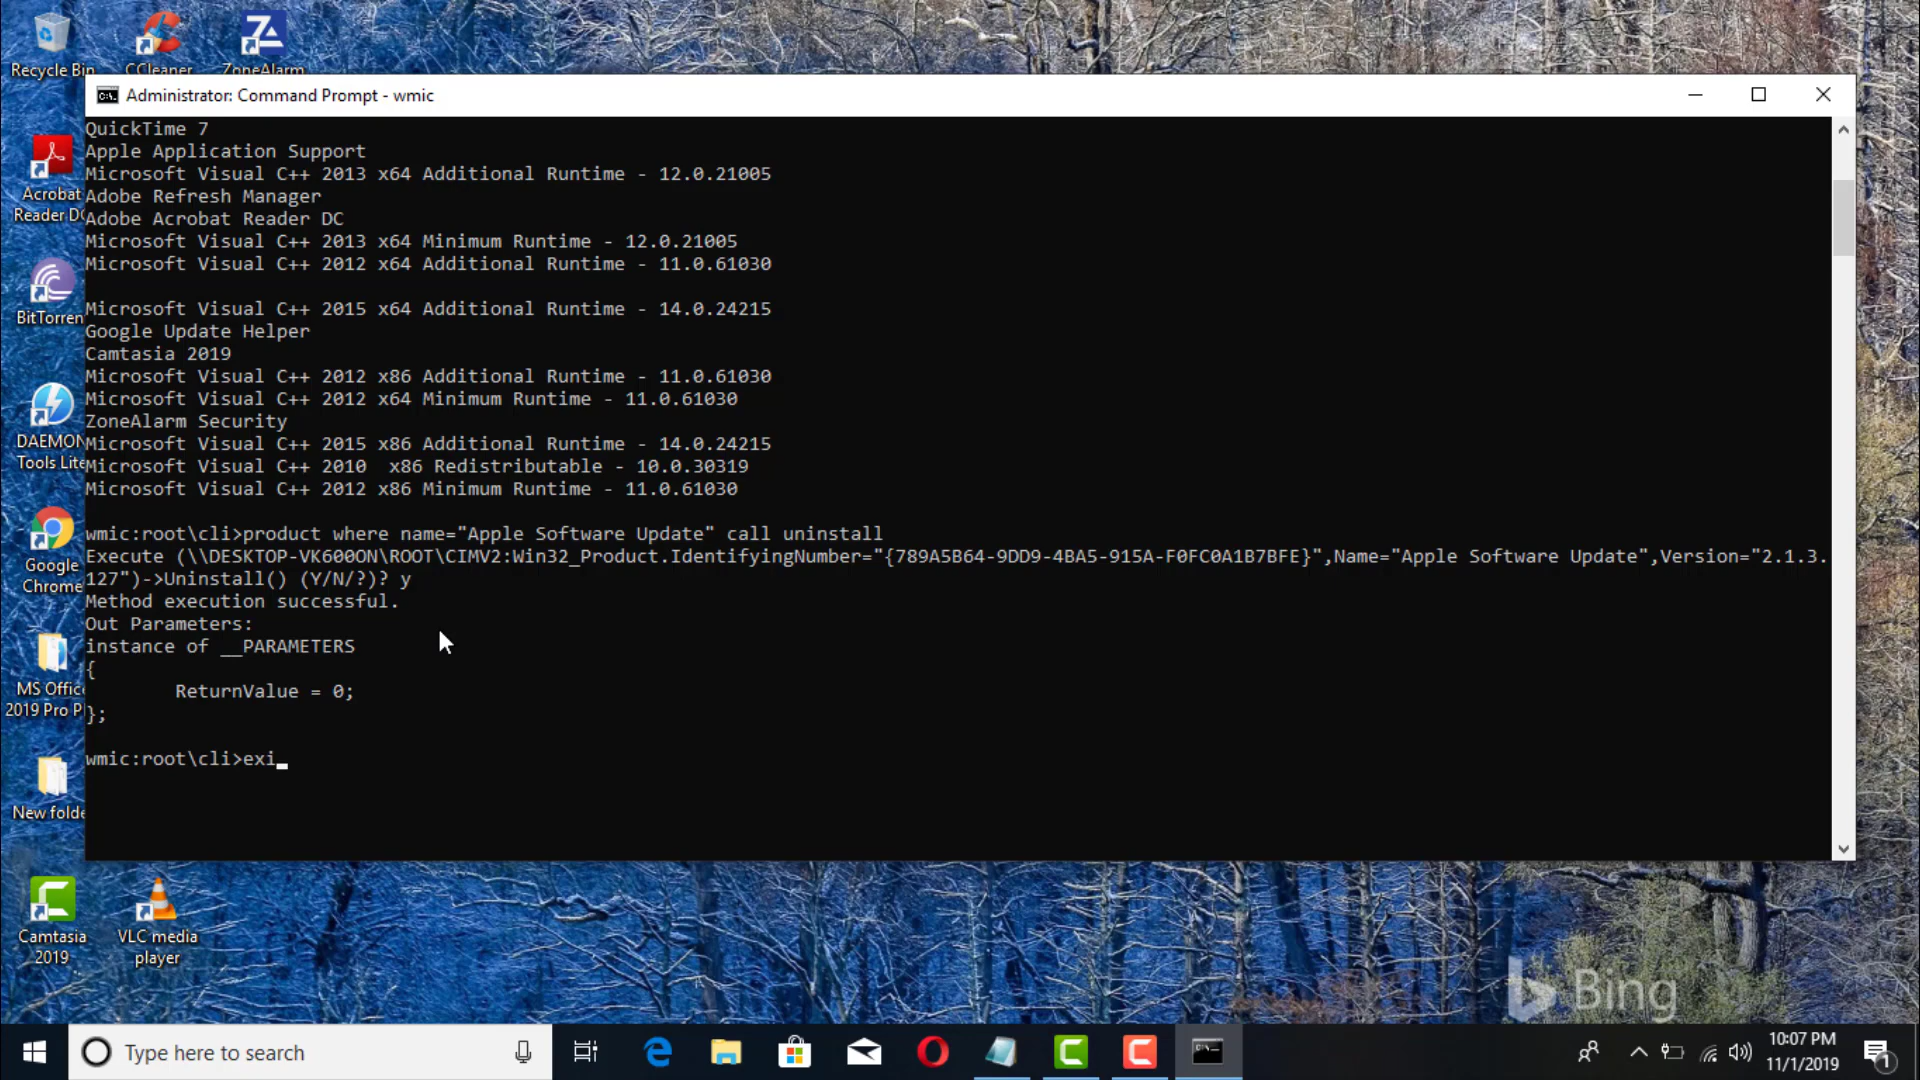 Recycle Bin
CCleaner
ZoneAlarm
Administrator: Command Prompt - wmic
QuickTime 7
Apple Application Support
Microsoft Visual C++ 2013 x64 Additional Runtime - 12.0.21005
Adobe Refresh Manager
Adobe Acrobat Reader DC
Microsoft Visual C++ 2013 x64 Minimum Runtime - 12.0.21005
Microsoft Visual C++ 2012 x64 Additional Runtime - 11.0.61030
Microsoft Visual C++ 2015 x64 Additional Runtime - 14.0.24215
Google Update Helper
Camtasia 2019
Microsoft Visual C++ 2012 x86 Additional Runtime - 11.0.61030
Microsoft Visual C++ 2012 x64 Minimum Runtime - 11.0.61030
ZoneAlarm Security
Microsoft Visual C++ 2015 x86 Additional Runtime - 14.0.24215
Microsoft Visual C++ 2010  x86 Redistributable - 10.0.30319
Microsoft Visual C++ 2012 x86 Minimum Runtime - 11.0.61030
wmic:root\cli>product where name="Apple Software Update" call uninstall
Execute (\\DESKTOP-VK600ON\ROOT\CIMV2:Win32_Product.IdentifyingNumber="{789A5B64-9DD9-4BA5-915A-F0FC0A1B7BFE}",Name="Apple Software Update",Version="2.1.3.
127")->Uninstall() (Y/N/?)? y
Method execution successful.
Out Parameters:
instance of __PARAMETERS
{
ReturnValue = 0;
};
wmic:root\cli>exi_
Acrobat
Reader DC
BitTorren
DAEMON
Tools Lite
Google
Chrome
MS Offic
2019 Pro P
New folde
Camtasia
2019
VLC media
player
Bing
Type here to search
10:07 PM
11/1/2019
1